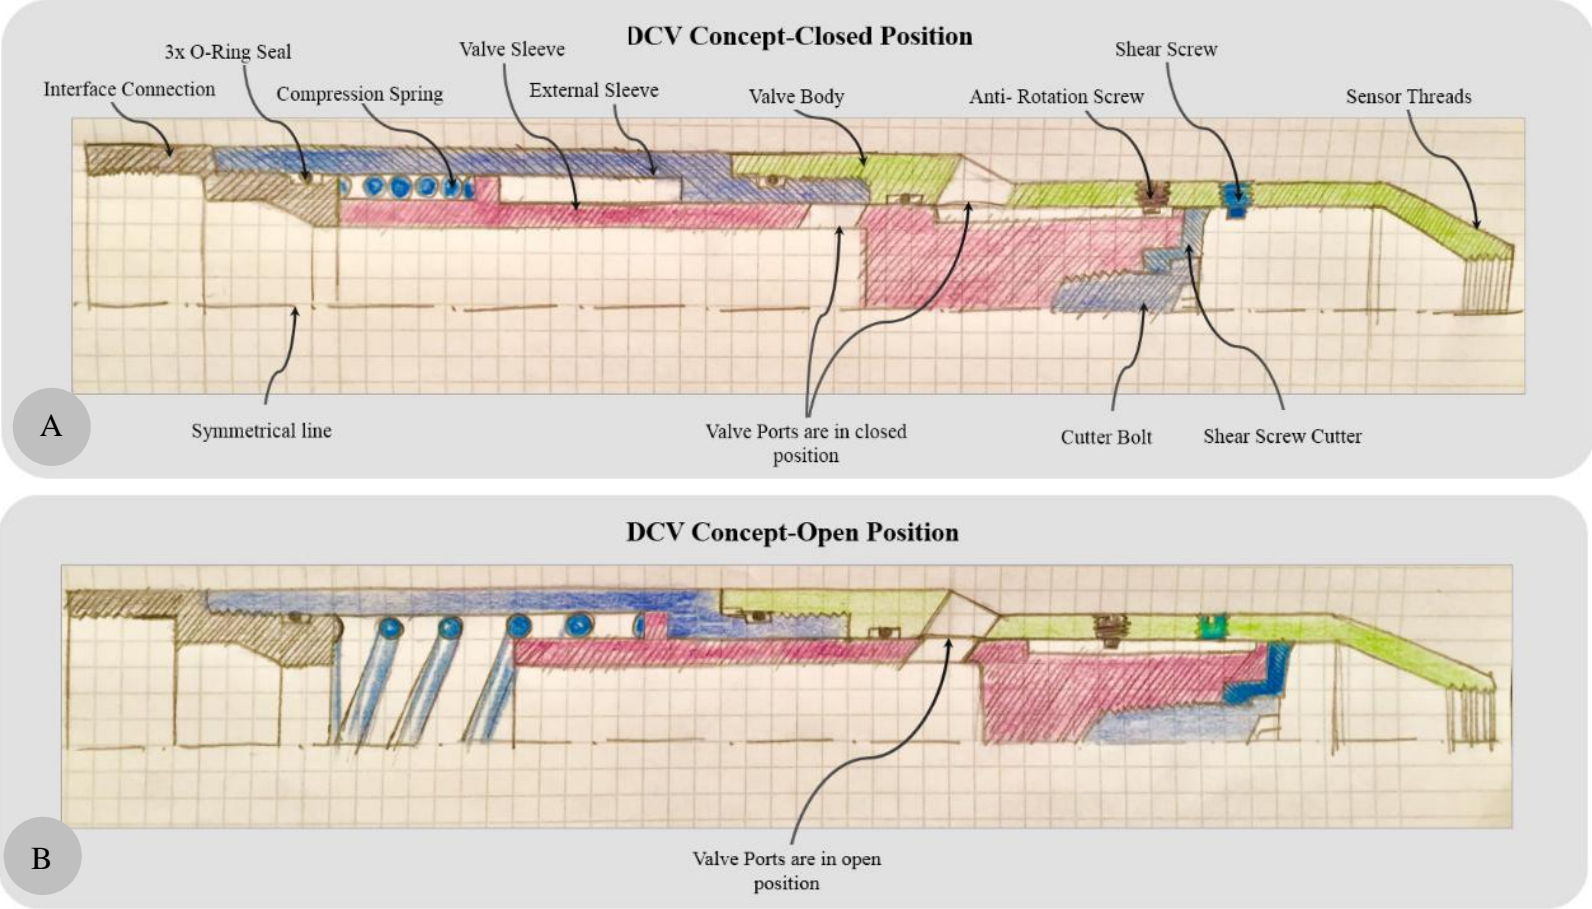 DCV Concept-Closed Position
3x O-Ring Seal
Valve Sleeve
Shear Screw
Interface Connection
Compression Spring
External Sleeve
Valve Body
Anti- Rotation Screw
Sensor Threads
A
Symmetrical line
Valve Ports are in closed
position
Cutter Bolt
Shear Screw Cutter
DCV Concept-Open Position
B
Valve Ports are in open
position